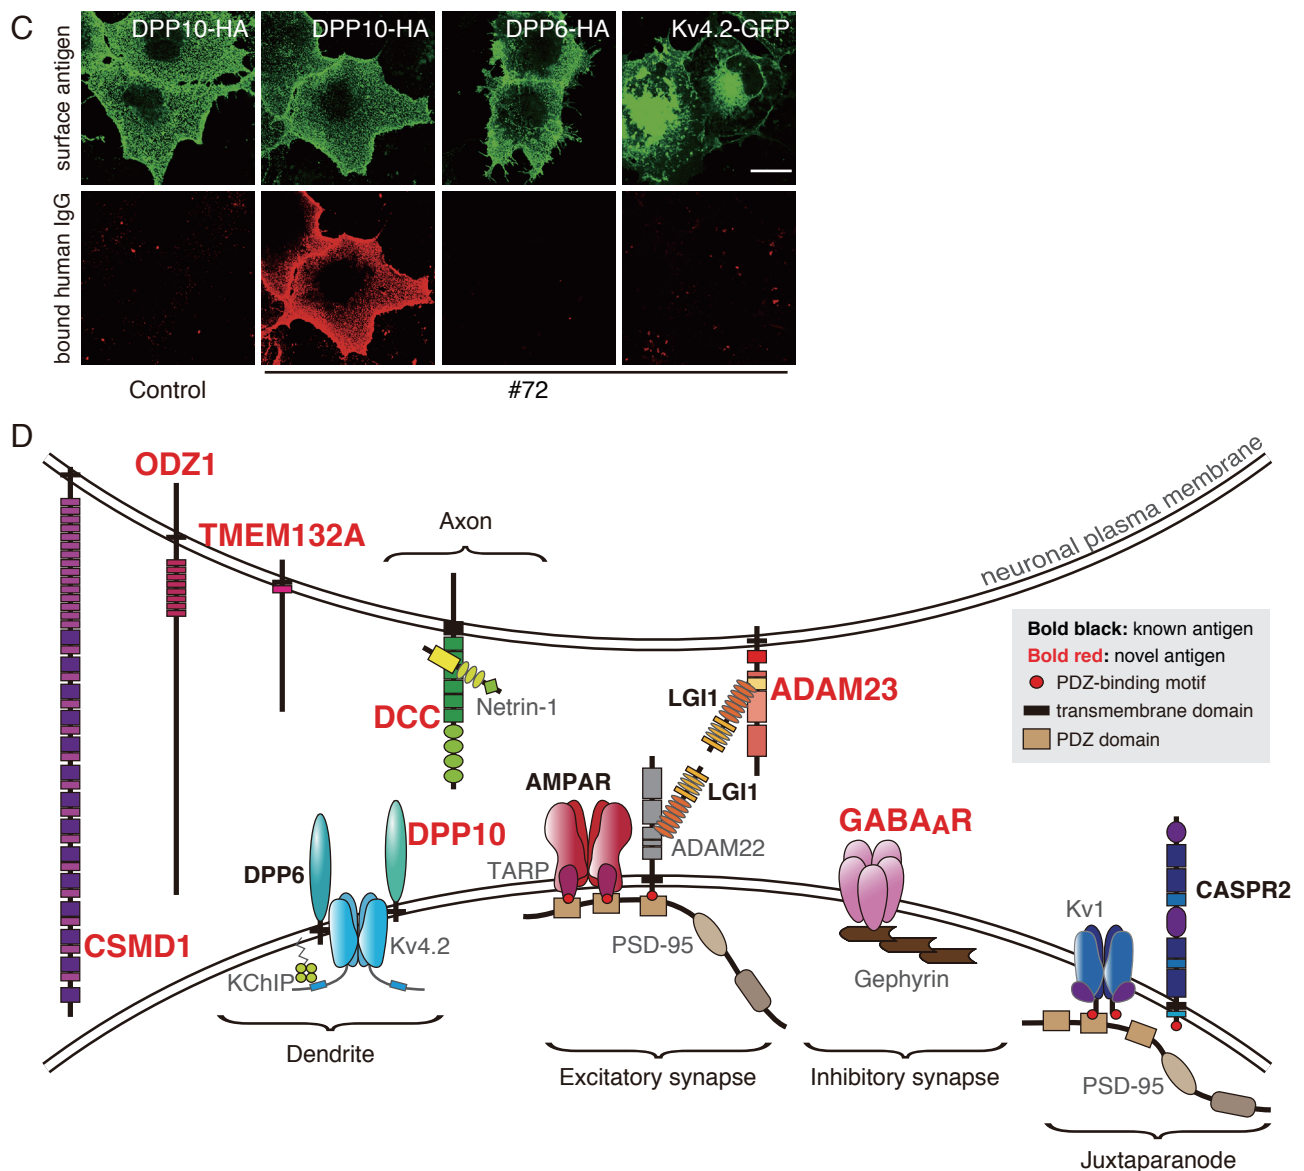 C
surface antigen
DPP10-HA
DPP10-HA
DPP6-HA
Kv4.2-GFP
bound human IgG
Control
#72
D
ODZ1
TMEM132A
Axon
neuronal plasma membrane
Bold black: known antigen
Bold red: novel antigen
PDZ-binding motif
transmembrane domain
PDZ domain
DCC
Netrin-1
LGI1
ADAM23
LGI1
AMPAR
DPP10
TARP
ADAM22
GABAAR
DPP6
CASPR2
CSMD1
Kv4.2
KChIP
PSD-95
Gephyrin
Kv1
Dendrite
Excitatory synapse
Inhibitory synapse
PSD-95
Juxtaparanode